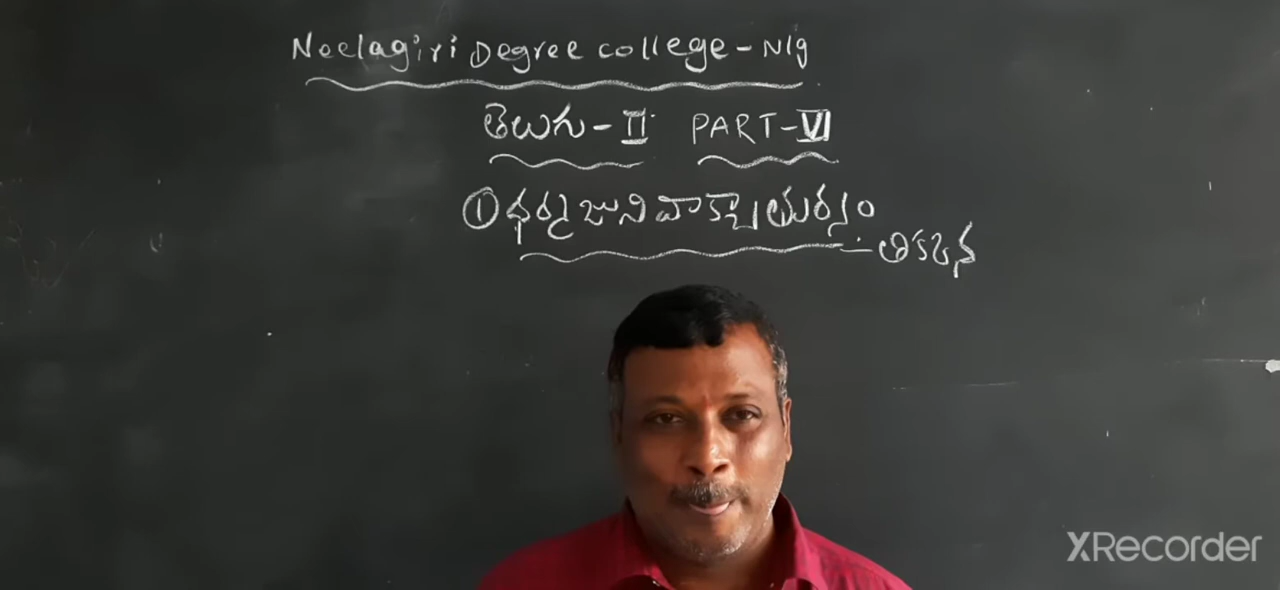 Neelagiri Degree college - Nlg
తెలుగు - II PART - VI
① ధర్మజుని వాక్చాతుర్యం
- తిక్కన
XRecorder